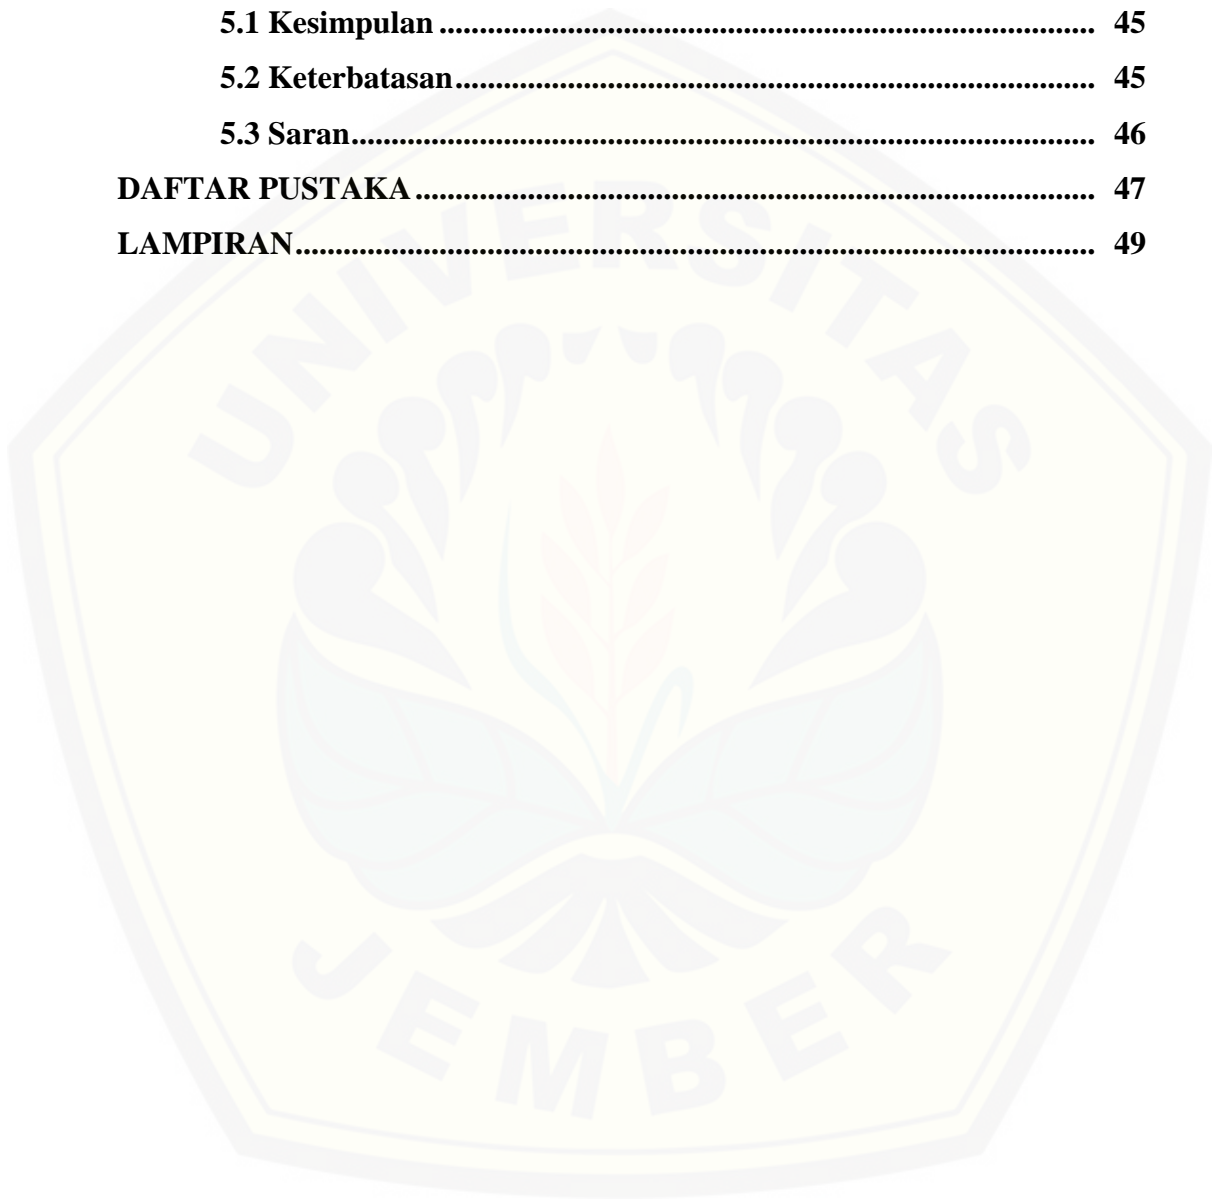 5.1 Kesimpulan ................................................................................ 45
5.2 Keterbatasan.............................................................................. 45
5.3 Saran........................................................................................... 46
DAFTAR PUSTAKA ................................................................................... 47
LAMPIRAN.................................................................................................. 49
UNIVERSITAS
JEMBER